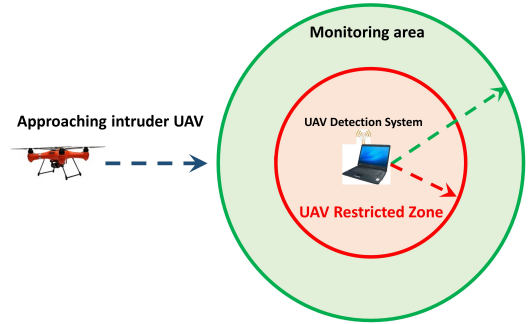 Monitoring area
Approaching intruder UAV
UAV Detection System
UAV Restricted Zone